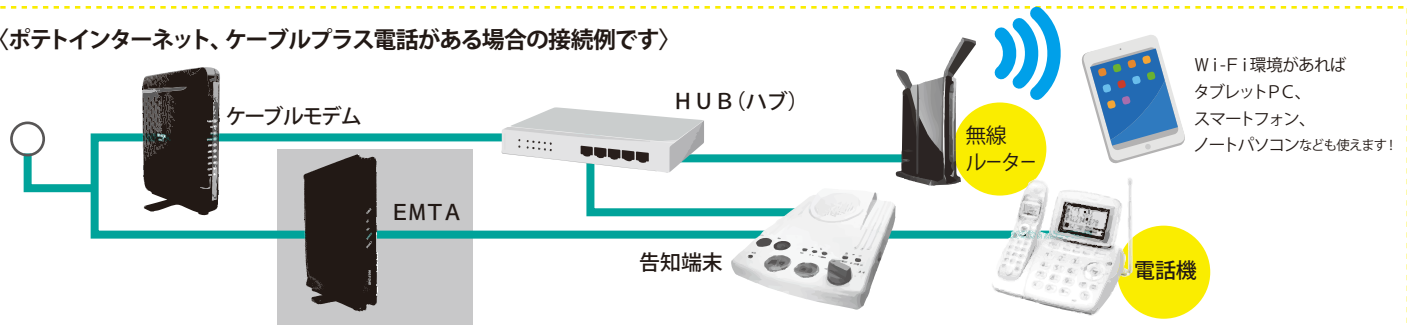 〈ポテトインターネット、ケーブルプラス電話がある場合の接続例です〉
ケーブルモデム
HUB(ハブ)
無線
ルーター
Wi-Fi環境があれば
タブレットPC、
スマートフォン、
ノートパソコンなども使えます!
EMTA
告知端末
電話機